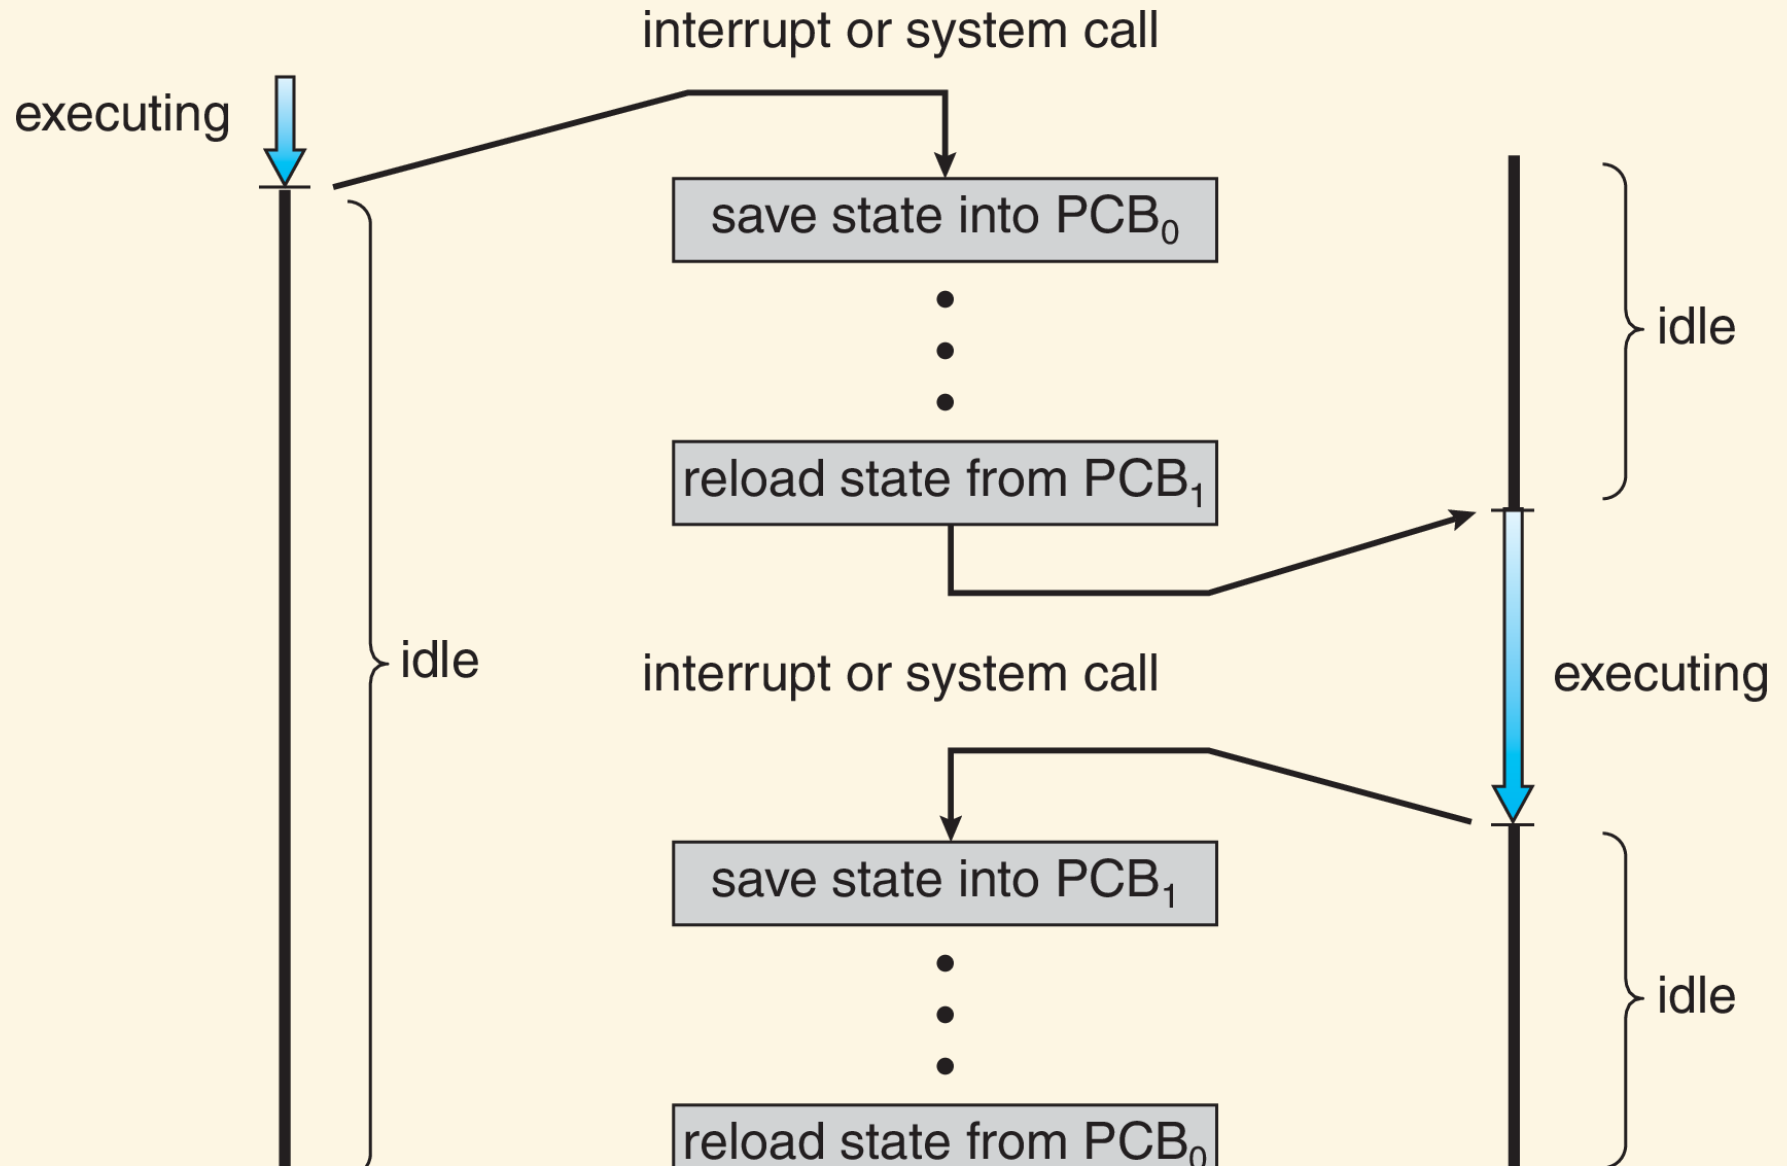 interrupt or system call
executing
save state into PCB₀
idle
reload state from PCB₁
idle
interrupt or system call
executing
save state into PCB₁
idle
reload state from PCB₀